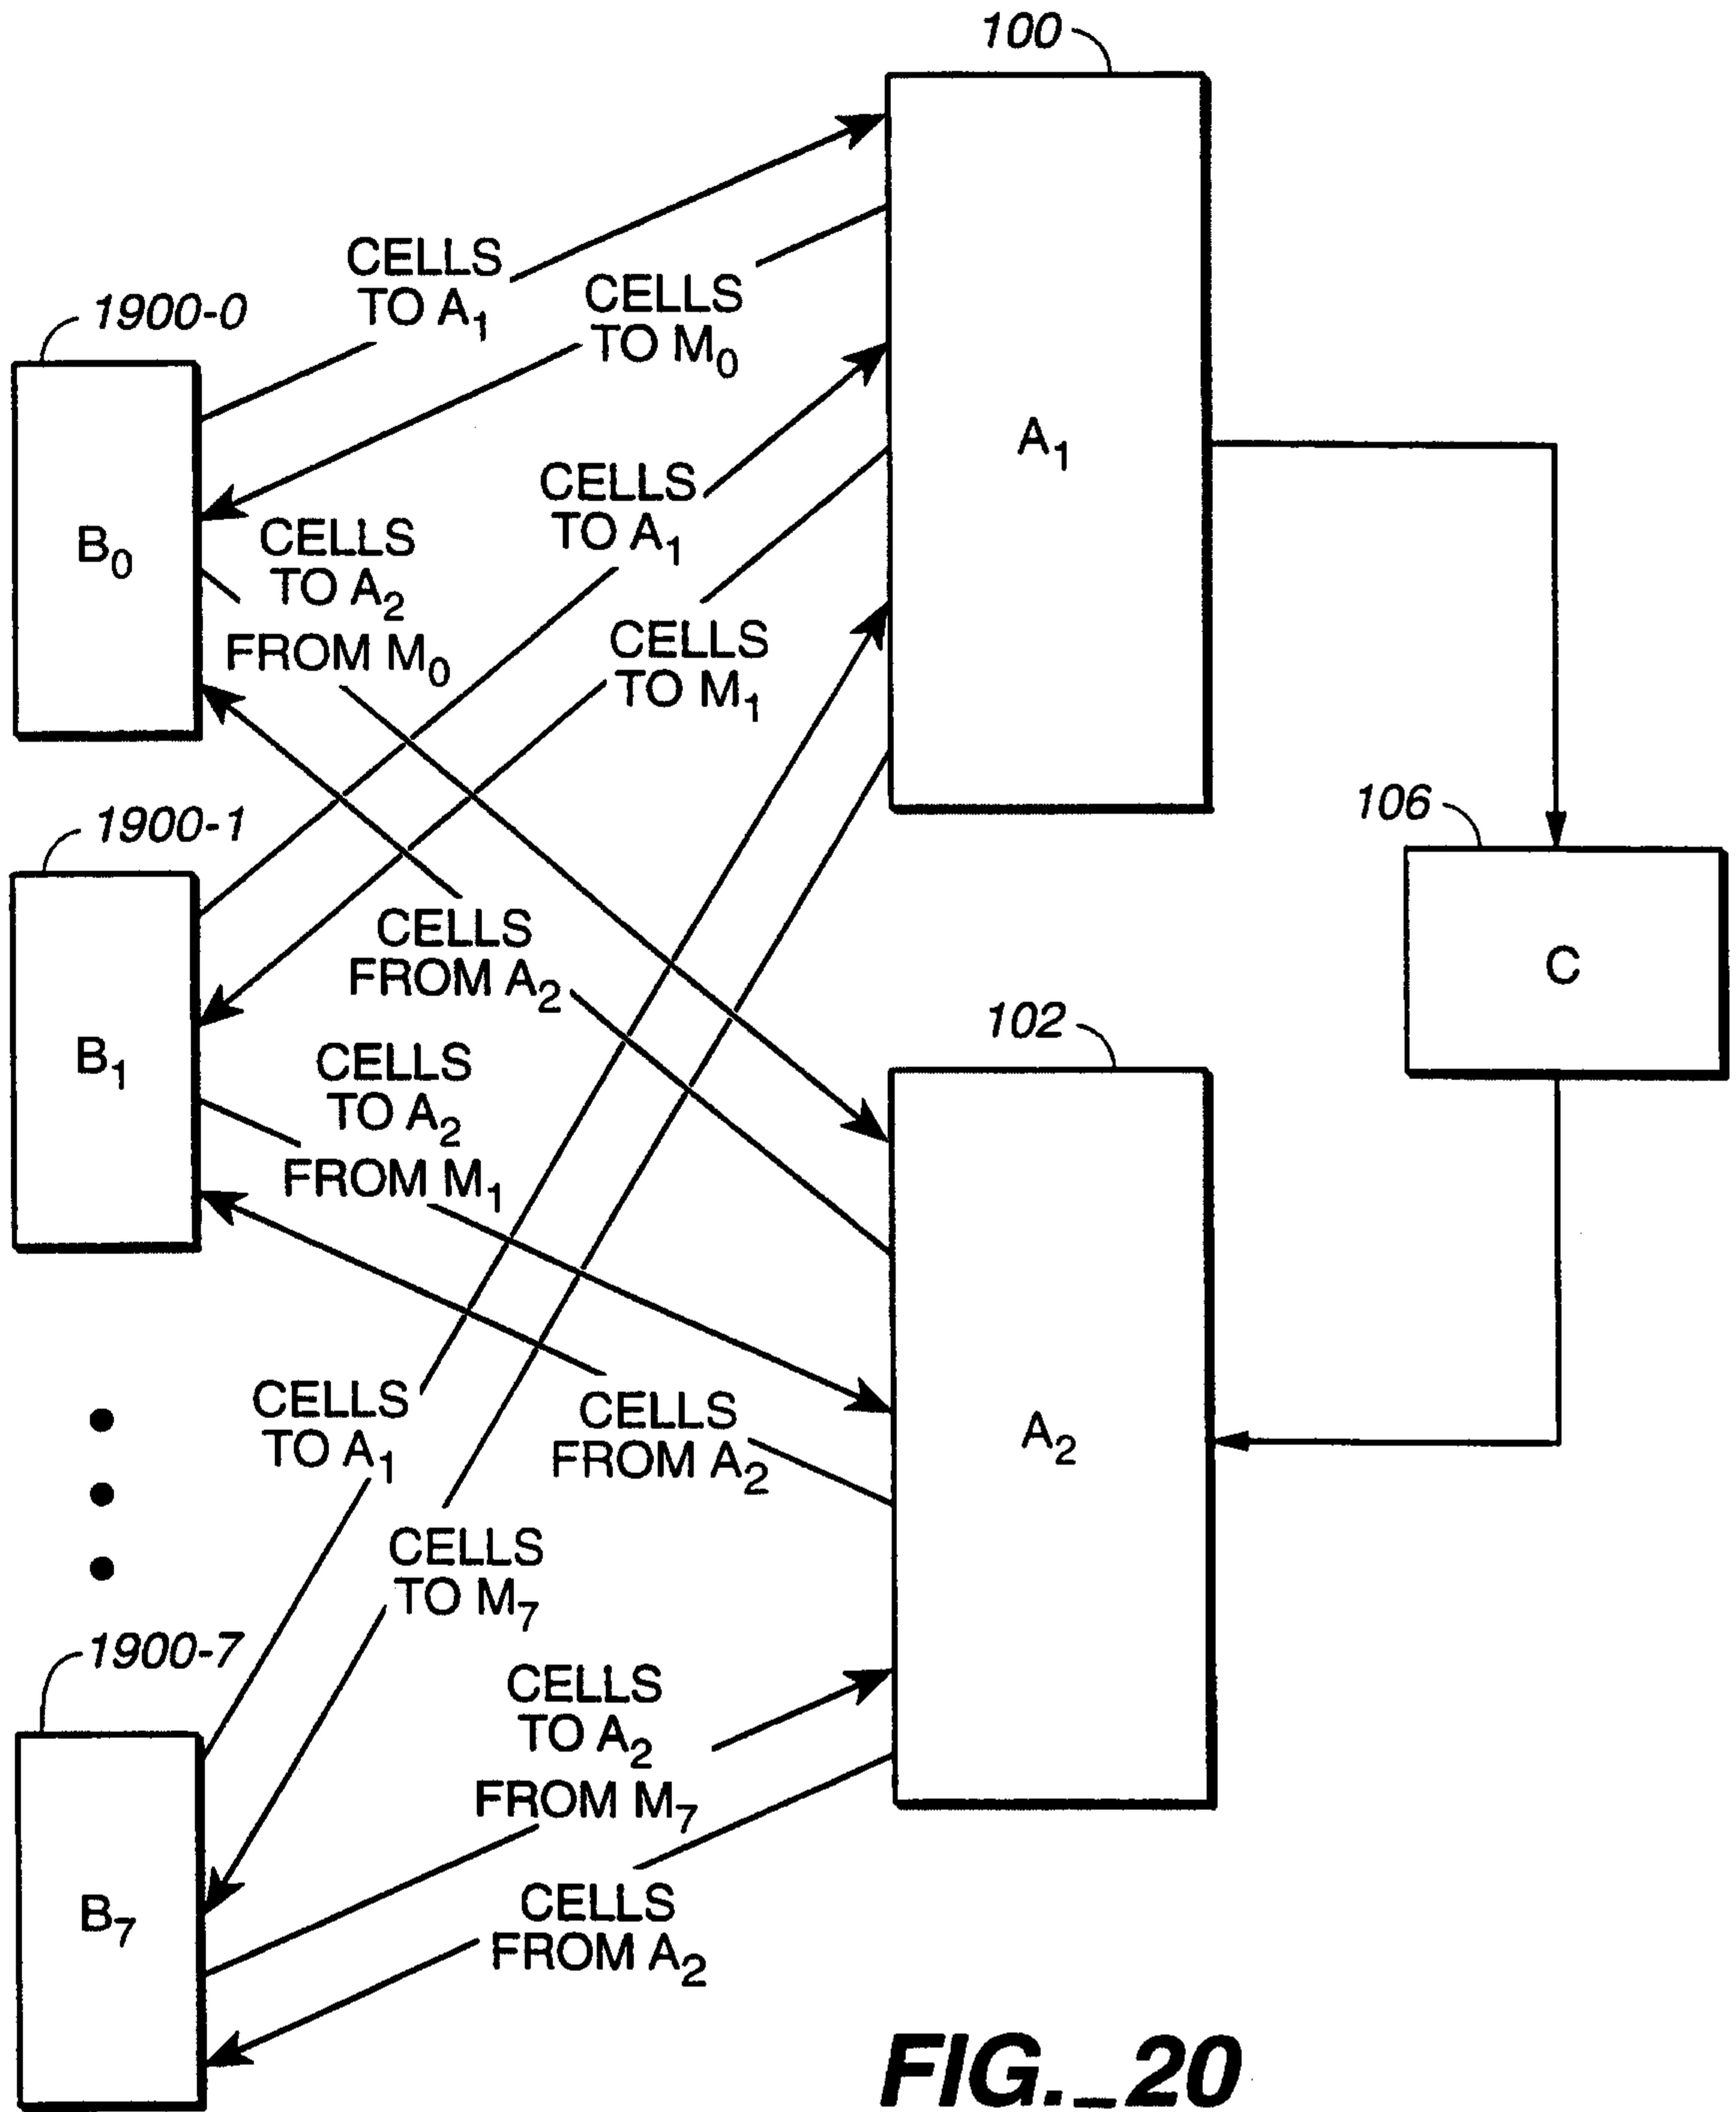 100
CELLS
TO A1
CELLS
TO M0
1900-0
A1
CELLS
TO A1
B0
CELLS
TO A2
FROM M0
CELLS
TO M1
106
1900-1
CELLS
FROM A2
C
102
B1
CELLS
TO A2
FROM M1
CELLS
TO A1
CELLS
FROM A2
A2
CELLS
TO M7
1900-7
CELLS
TO A2
FROM M7
B7
CELLS
FROM A2
FIG._20